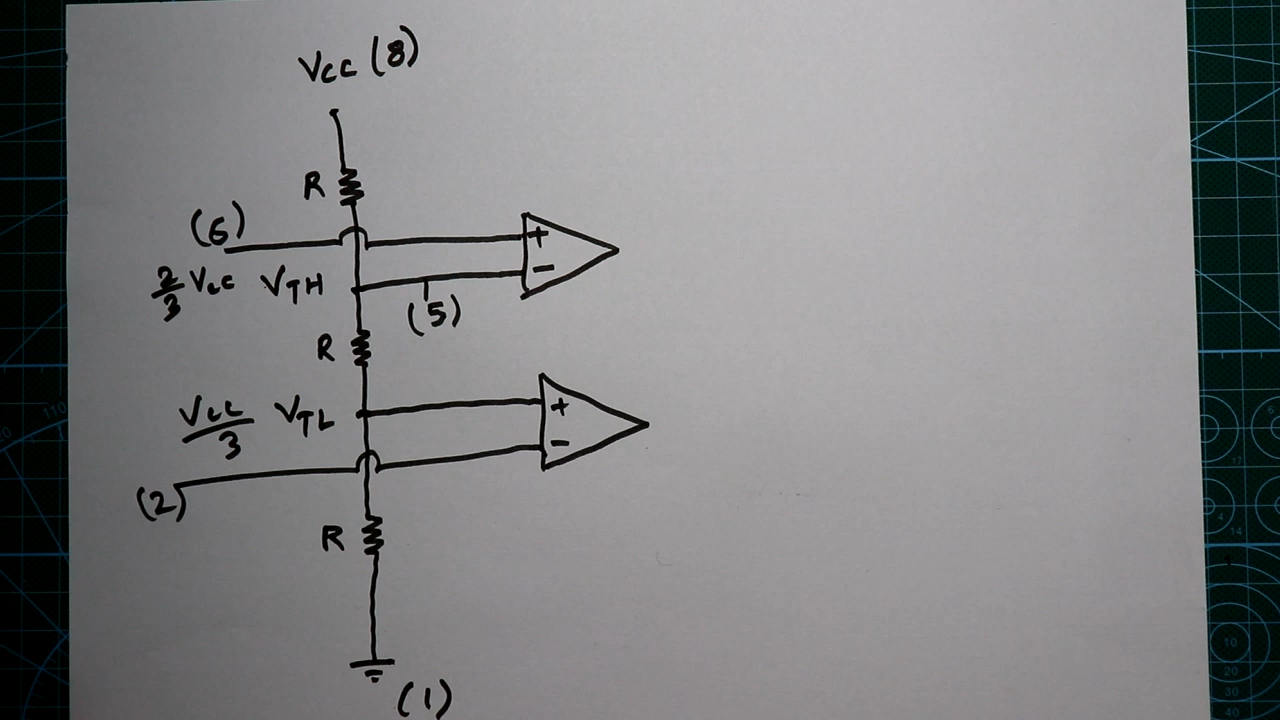 VCC (8)
R
(6)
+
2/3 VCC VTH
−
(5)
R
VCC/3 VTL
+
−
(2)
R
(1)